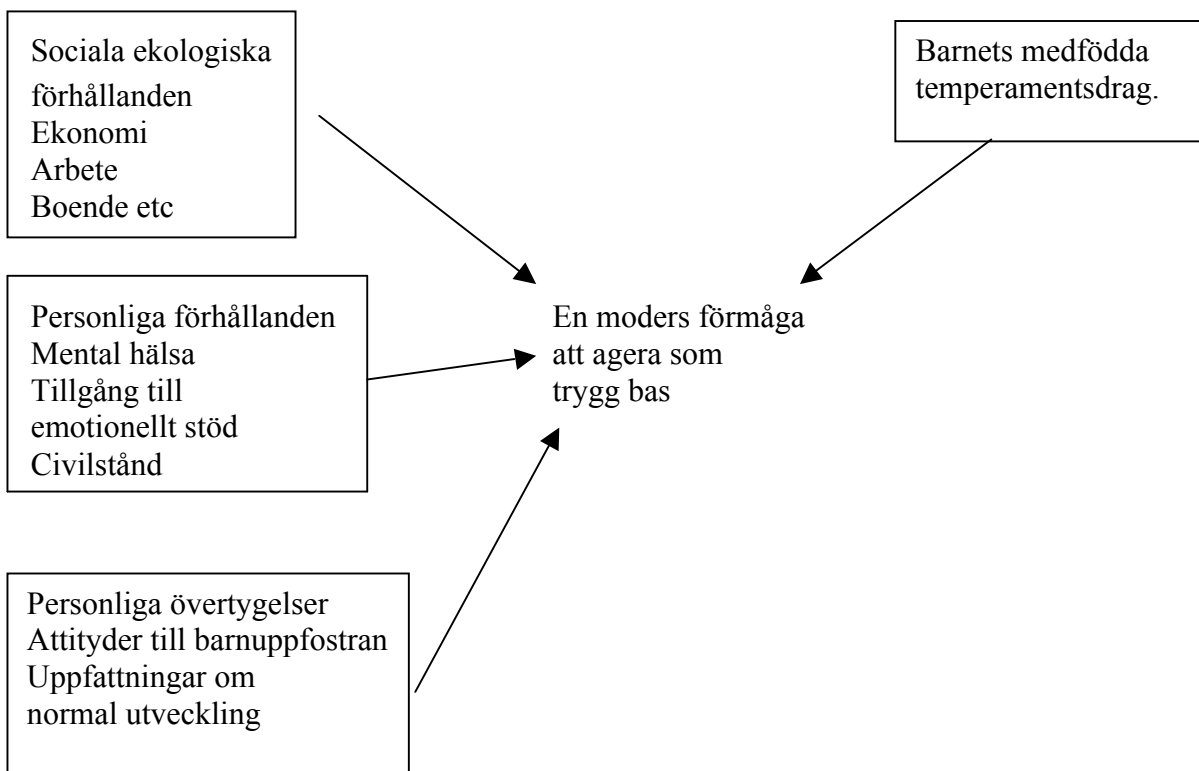 Sociala ekologiska
förhållanden
Ekonomi
Arbete
Boende etc
Barnets medfödda
temperamentsdrag.
Personliga förhållanden
Mental hälsa
Tillgång till
emotionellt stöd
Civilstånd
En moders förmåga
att agera som
trygg bas
Personliga övertygelser
Attityder till barnuppfostran
Uppfattningar om
normal utveckling